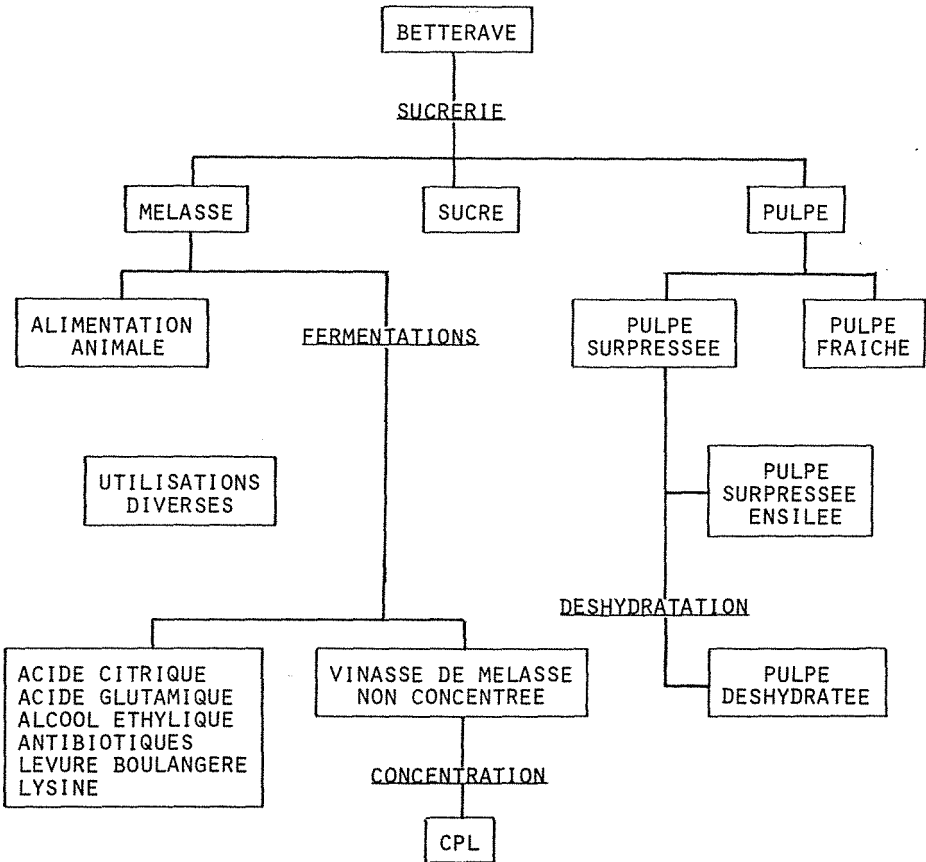 BETTERAVE
SUCRERIE
MELASSE
SUCRE
PULPE
ALIMENTATION
ANIMALE
FERMENTATIONS
PULPE
SURPRESSEE
PULPE
FRAICHE
UTILISATIONS
DIVERSES
PULPE
SURPRESSEE
ENSILEE
DESHYDRATATION
ACIDE CITRIQUE
ACIDE GLUTAMIQUE
ALCOOL ETHYLIQUE
ANTIBIOTIQUES
LEVURE BOULANGERE
LYSINE
VINASSE DE MELASSE
NON CONCENTREE
PULPE
DESHYDRATEE
CONCENTRATION
CPL